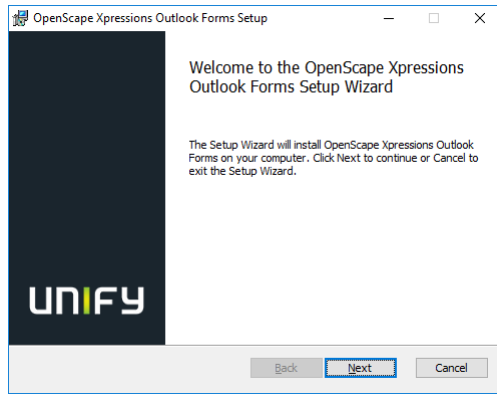 OpenScape Xpressions Outlook Forms Setup
Welcome to the OpenScape Xpressions
Outlook Forms Setup Wizard
The Setup Wizard will install OpenScape Xpressions Outlook
Forms on your computer. Click Next to continue or Cancel to
exit the Setup Wizard.
UNIFY
Back Next Cancel